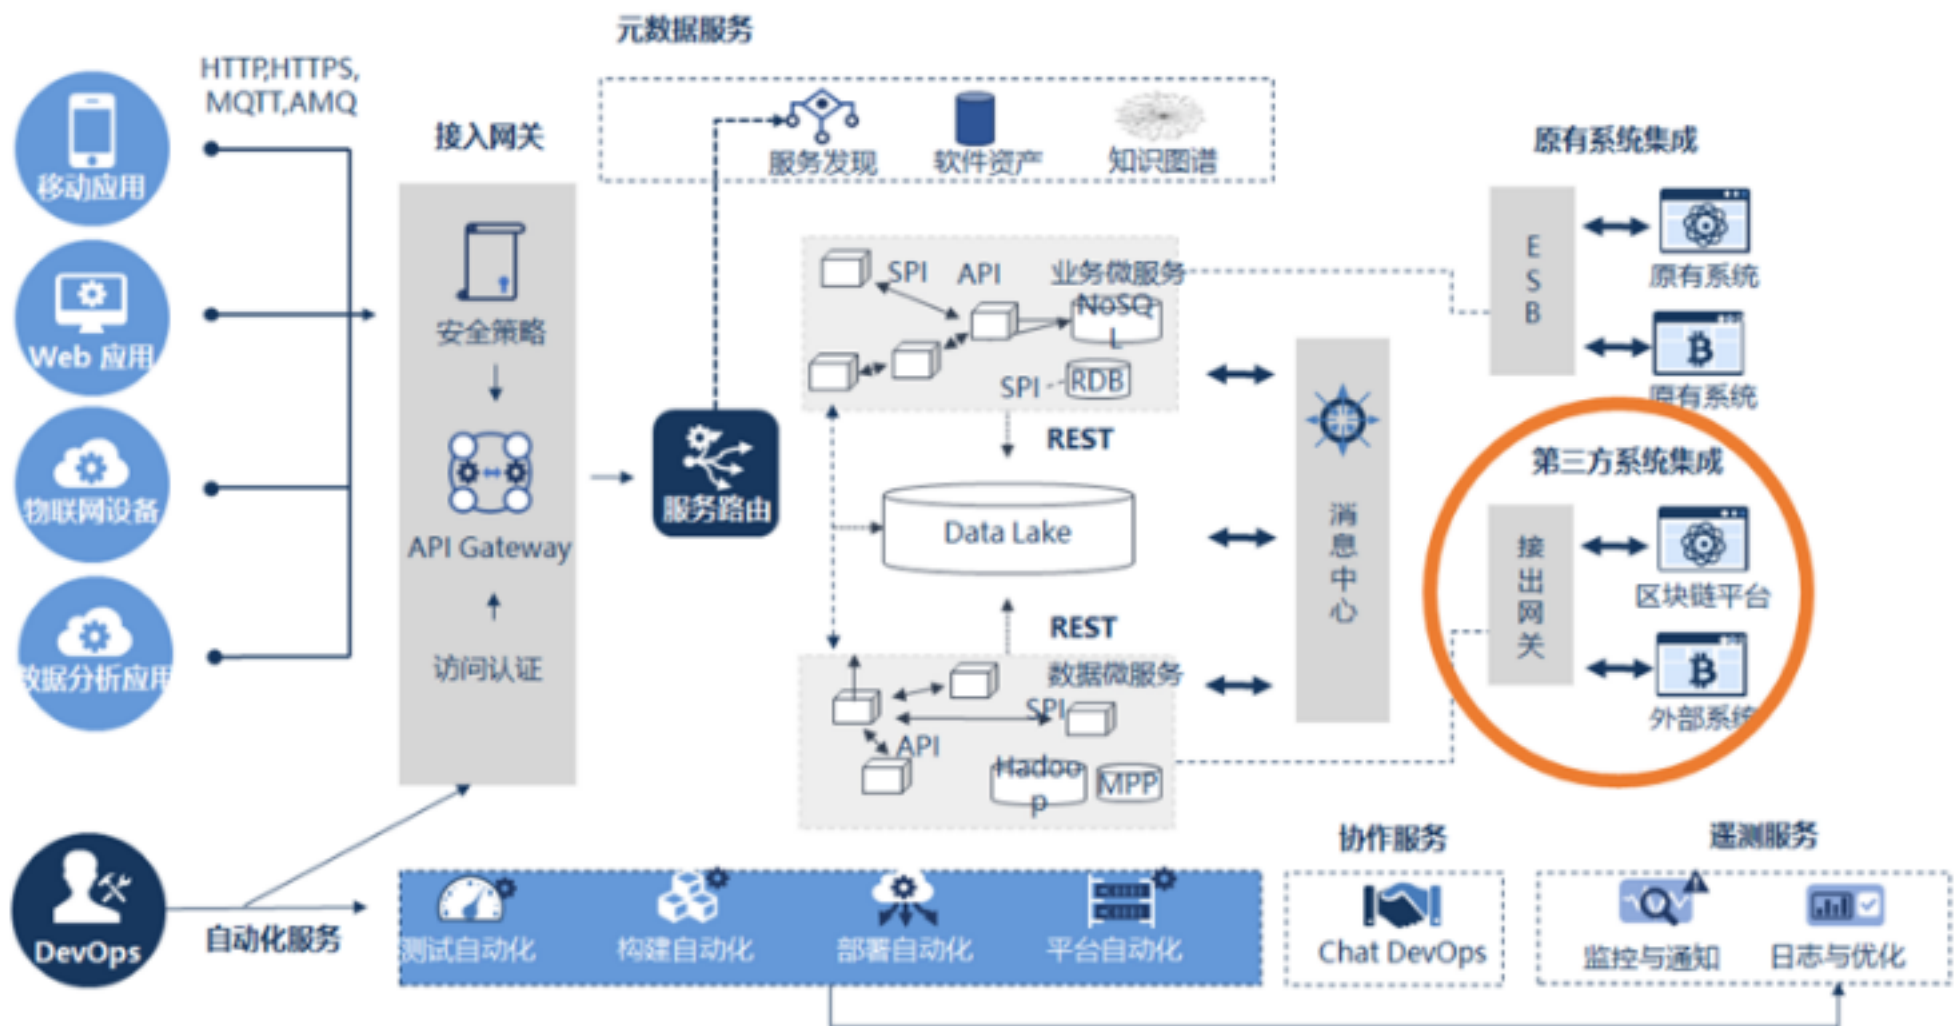 元数据服务
HTTP,HTTPS,
MQTT,AMQ
移动应用
Web 应用
物联网设备
数据分析应用
接入网关
安全策略
API Gateway
访问认证
服务发现
软件资产
知识图谱
服务路由
SPI
API
业务微服务
NoSQ
L
SPI
RDB
REST
Data Lake
REST
数据微服务
SPI
API
Hadoo
p
MPP
消
息
中
心
原有系统集成
E
S
B
原有系统
原有系统
第三方系统集成
接
出
网
关
区块链平台
外部系统
DevOps
自动化服务
测试自动化
构建自动化
部署自动化
平台自动化
协作服务
Chat DevOps
遥测服务
监控与通知
日志与优化